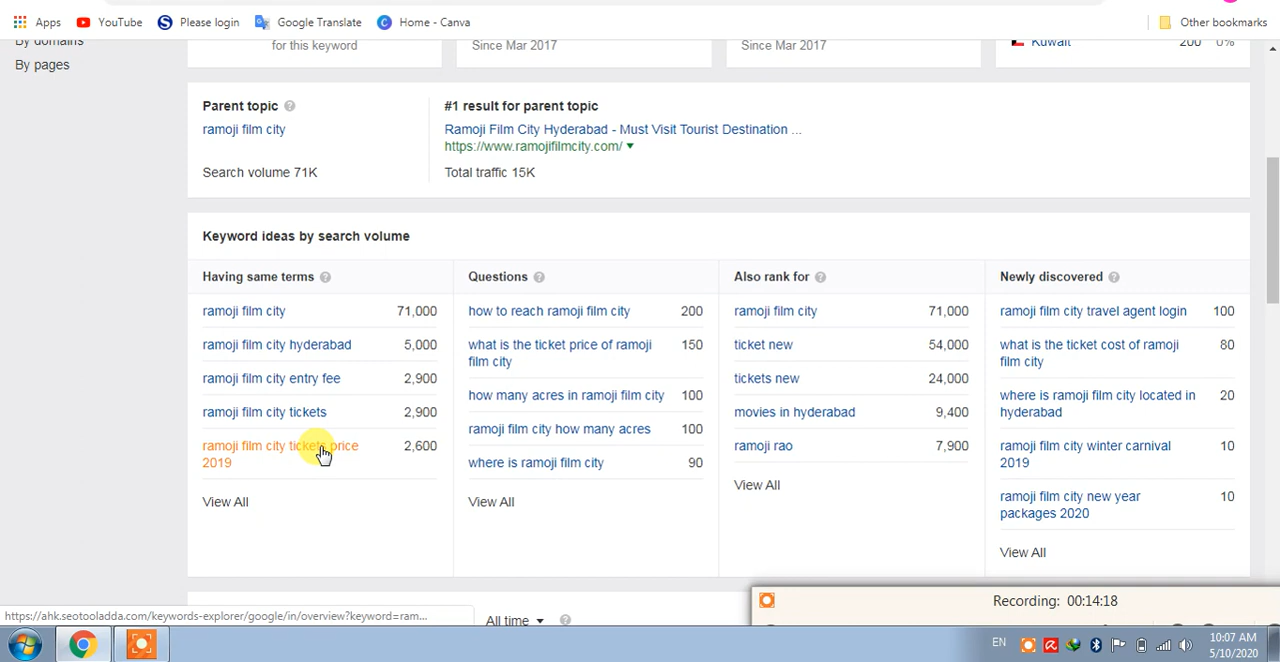 Apps YouTube Please login Google Translate Home - Canva Other bookmarks
By domains
By pages
for this keyword
Since Mar 2017
Since Mar 2017
Kuwait 200 0%
Parent topic
ramoji film city
Search volume 71K
#1 result for parent topic
Ramoji Film City Hyderabad - Must Visit Tourist Destination ...
https://www.ramojifilmcity.com/
Total traffic 15K
Keyword ideas by search volume
Having same terms
ramoji film city 71,000
ramoji film city hyderabad 5,000
ramoji film city entry fee 2,900
ramoji film city tickets 2,900
ramoji film city tickets price 2,600
2019
View All
Questions
how to reach ramoji film city 200
what is the ticket price of ramoji 150
film city
how many acres in ramoji film city 100
ramoji film city how many acres 100
where is ramoji film city 90
View All
Also rank for
ramoji film city 71,000
ticket new 54,000
tickets new 24,000
movies in hyderabad 9,400
ramoji rao 7,900
View All
Newly discovered
ramoji film city travel agent login 100
what is the ticket cost of ramoji 80
film city
where is ramoji film city located in 20
hyderabad
ramoji film city winter carnival 10
2019
ramoji film city new year 10
packages 2020
View All
All time
https://ahk.seotooladda.com/keywords-explorer/google/in/overview?keyword=ram...
Recording: 00:14:18
EN
10:07 AM
5/10/2020